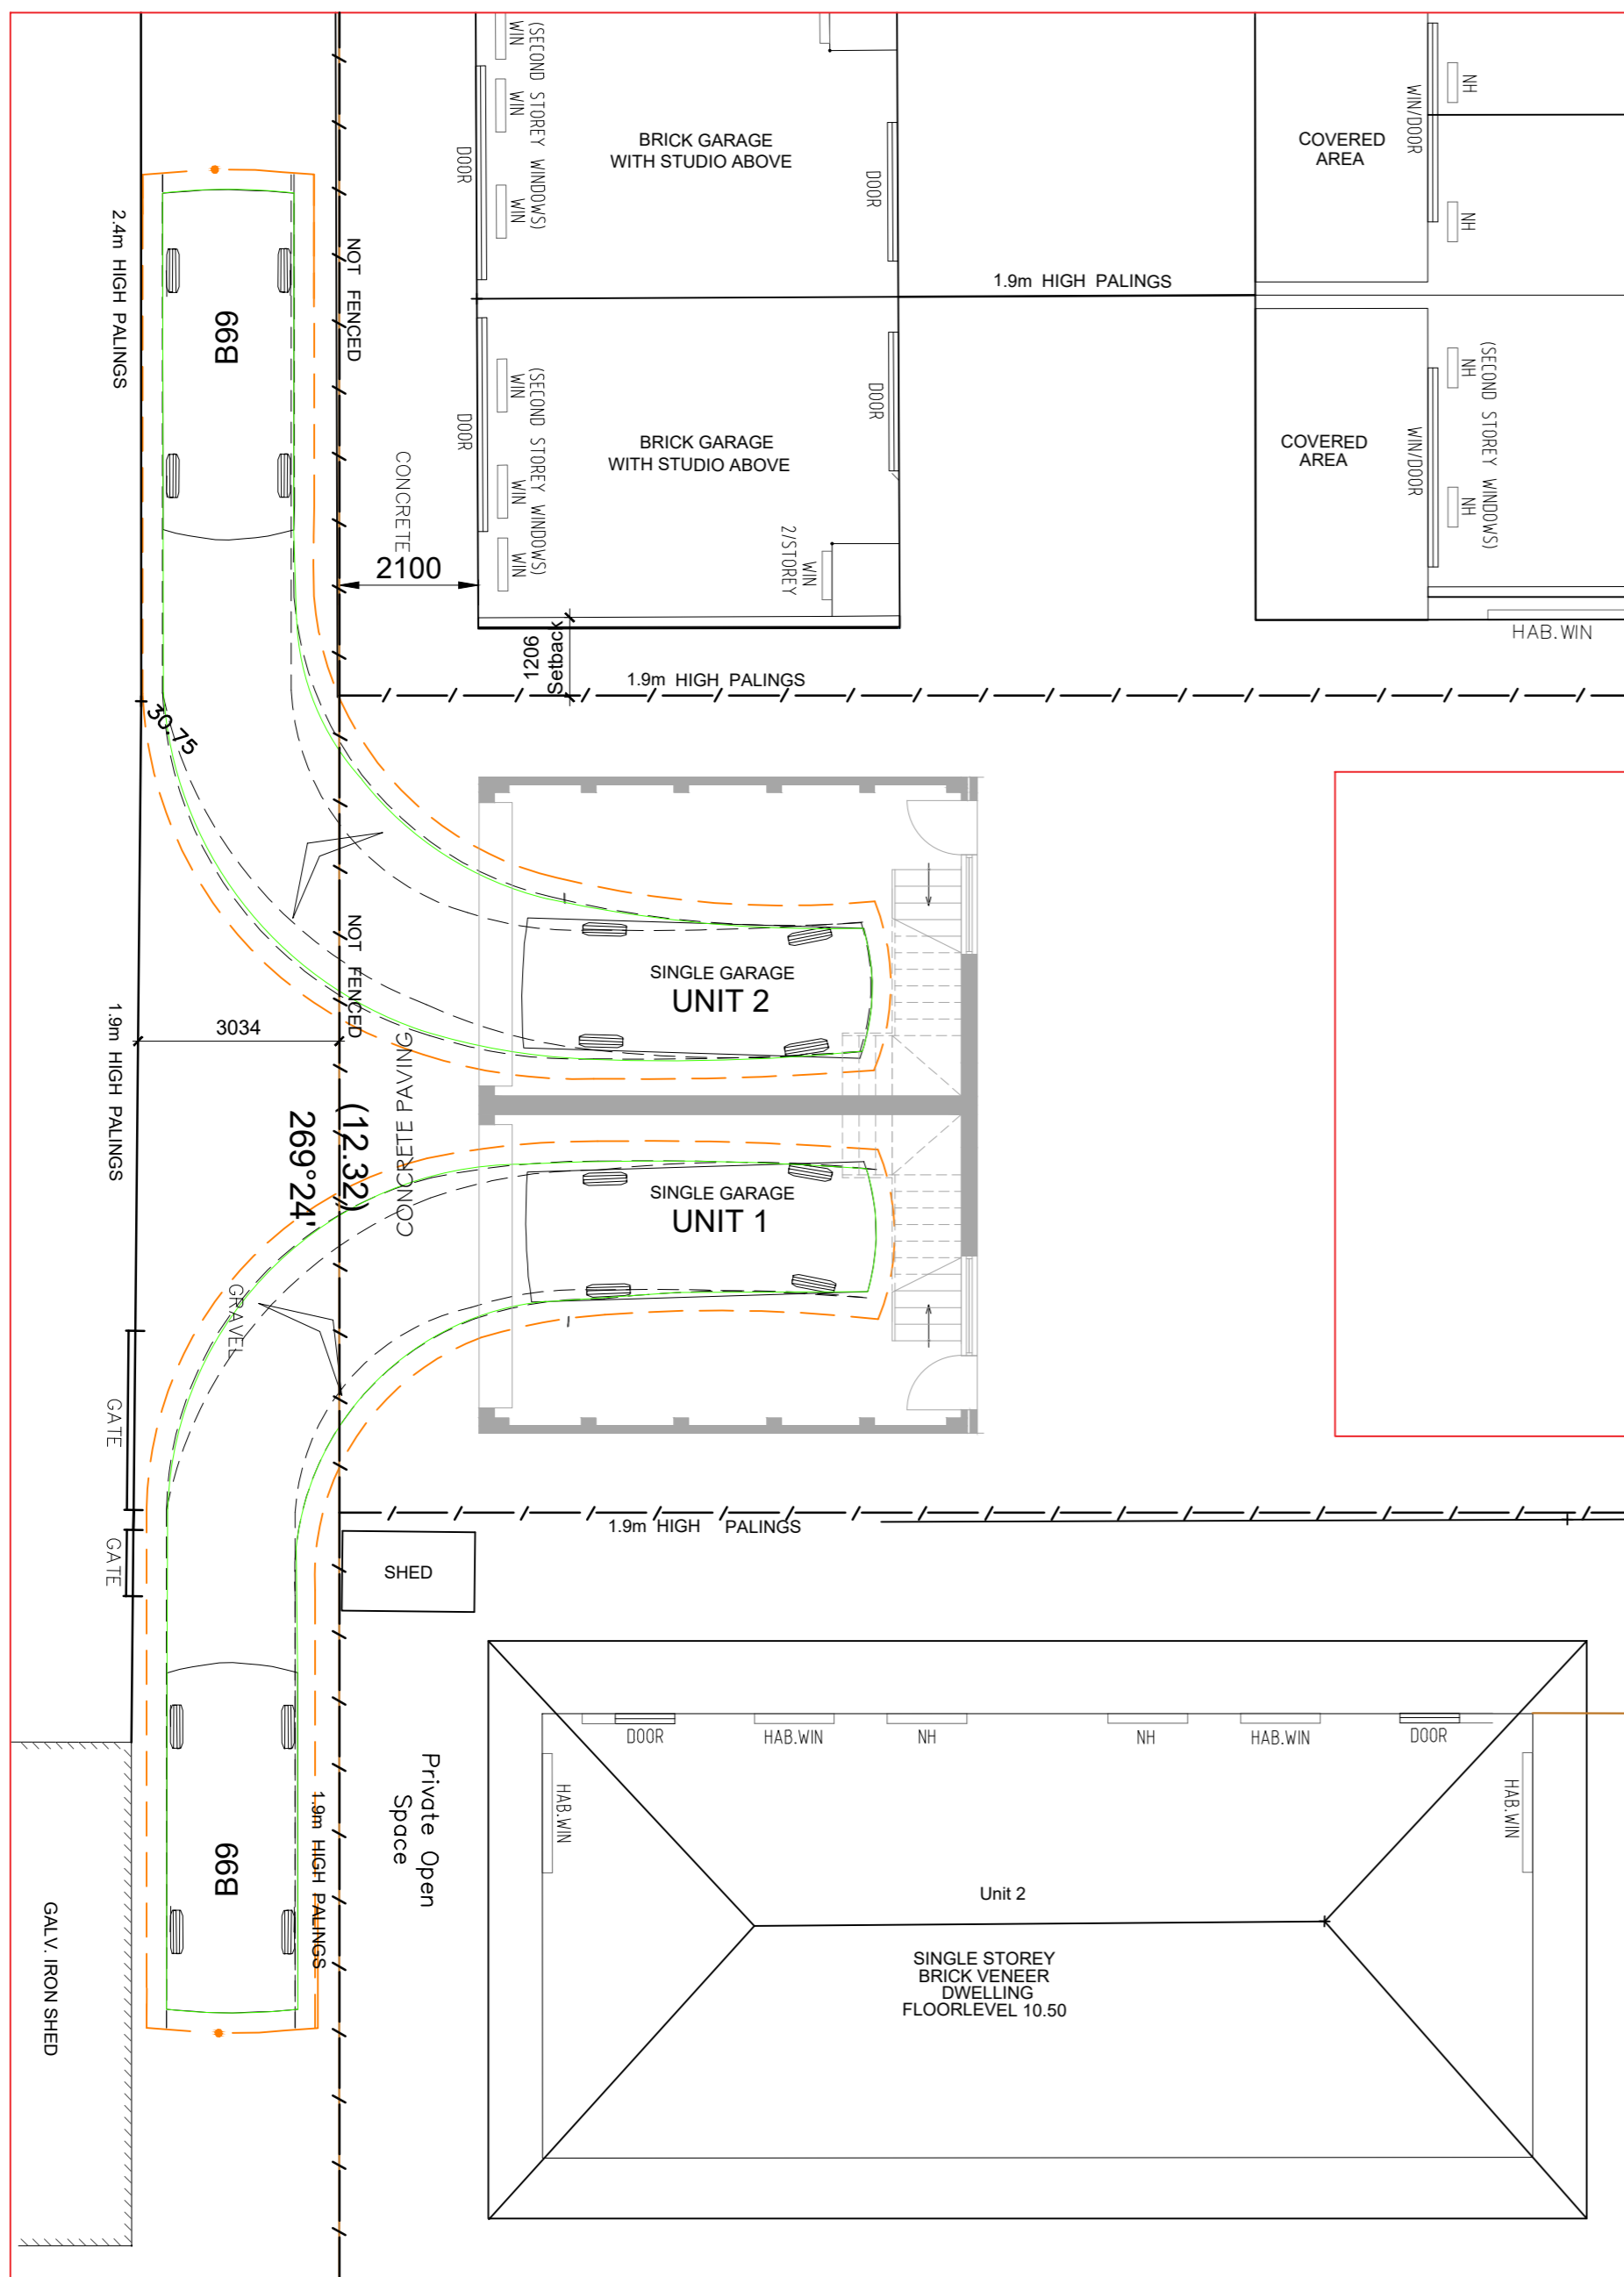 WIN
(SECOND STOREY WINDOWS)
WIN
WIN
DOOR
BRICK GARAGE
WITH STUDIO ABOVE
DOOR
COVERED
AREA
WIN/DOOR
NH
NH
2.4m HIGH PALINGS
B99
NOT FENCED
1.9m HIGH PALINGS
DOOR
WIN
(SECOND STOREY WINDOWS)
WIN
WIN
BRICK GARAGE
WITH STUDIO ABOVE
DOOR
COVERED
AREA
WIN/DOOR
NH
(SECOND STOREY WINDOWS)
NH
CONCRETE
2100
WIN
2/STOREY
1206
Setback
HAB.WIN
1.9m HIGH PALINGS
30.75
NOT FENCED
SINGLE GARAGE
UNIT 2
3034
1.9m HIGH PALINGS
CONCRETE PAVING
(12.32)
269°24'
SINGLE GARAGE
UNIT 1
GRAVEL
GATE
GATE
1.9m HIGH PALINGS
SHED
DOOR
HAB.WIN
NH
NH
HAB.WIN
DOOR
HAB.WIN
HAB.WIN
Private Open
Space
1.9m HIGH PALINGS
B99
Unit 2
SINGLE STOREY
BRICK VENEER
DWELLING
FLOORLEVEL 10.50
GALV. IRON SHED